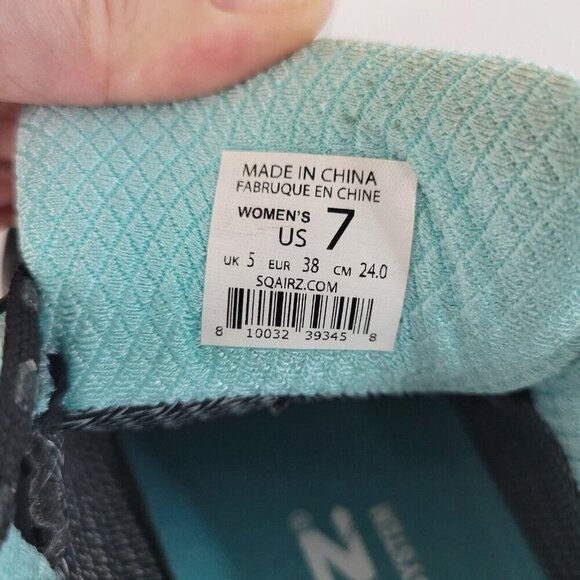 MADE IN CHINA
FABRUQUE EN CHINE
WOMEN'S
US 7
UK 5 EUR 38 CM 24.0
SQAIRZ.COM
8 10032 39345 8
SYSTEM